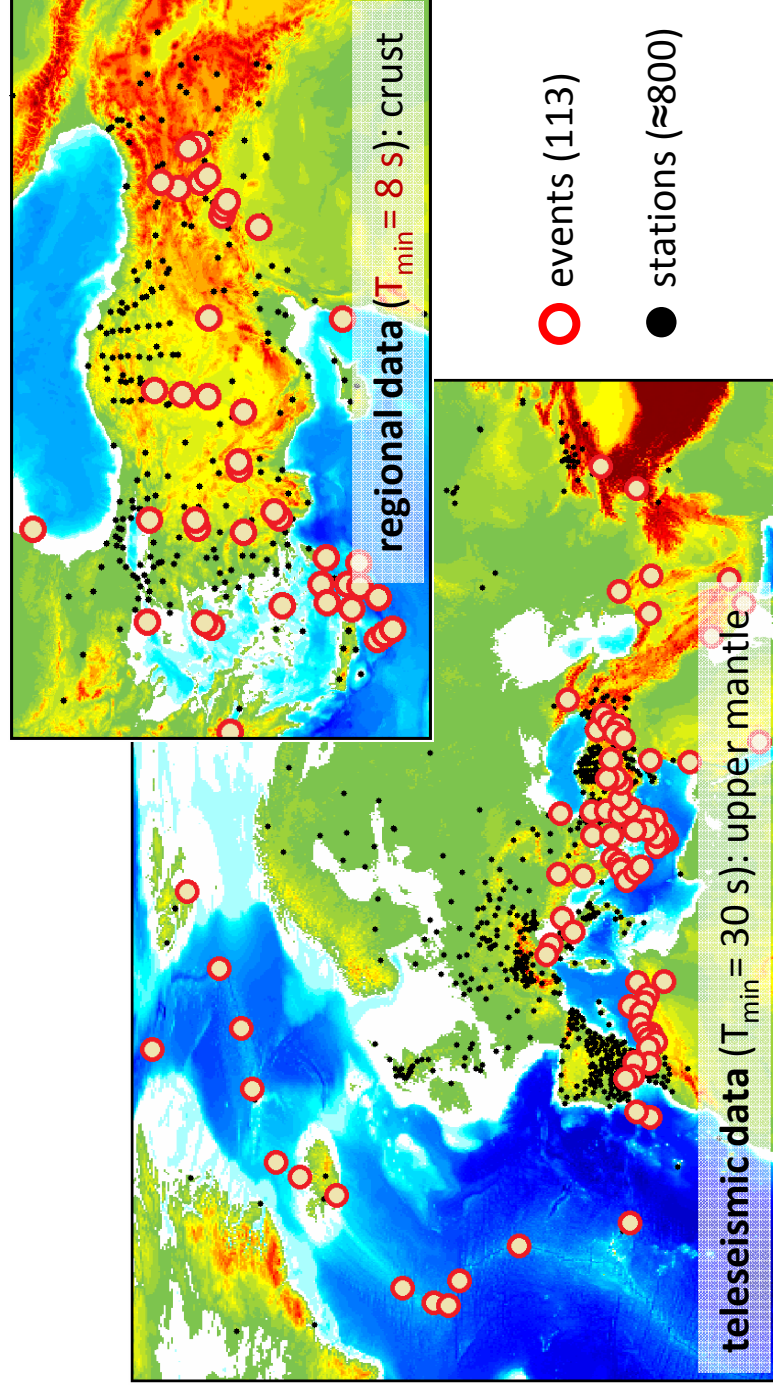 regional data (Tmin = 8 s): crust
events (113)
stations (≈800)
teleseismic data (Tmin = 30 s): upper mantle